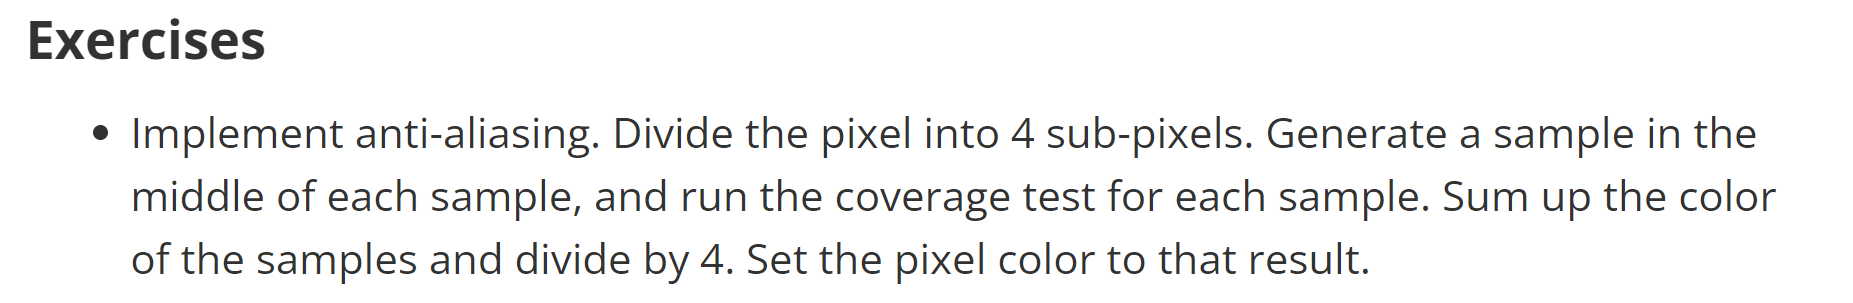 Exercises
• Implement anti-aliasing. Divide the pixel into 4 sub-pixels. Generate a sample in the
middle of each sample, and run the coverage test for each sample. Sum up the color
of the samples and divide by 4. Set the pixel color to that result.